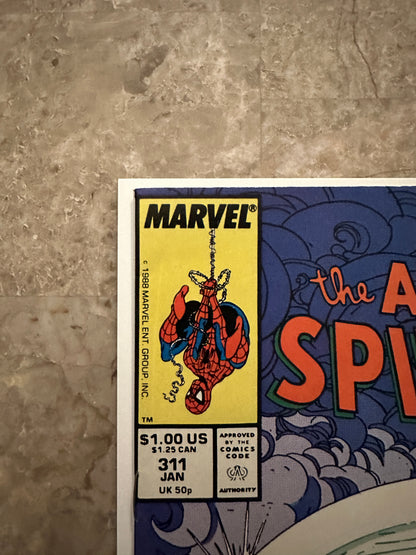 MARVEL®
© 1988 MARVEL ENT. GROUP, INC.
TM
$1.00 US
$1.25 CAN
311
JAN
UK 50p
APPROVED
BY THE
COMICS
CODE
AUTHORITY
the A
SPI